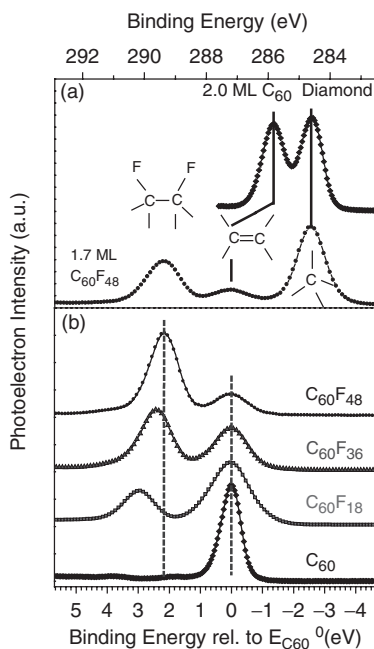 Binding Energy (eV)
292 290 288 286 284
(a)
2.0 ML C60 Diamond
F F
C—C
C=C
1.7 ML
C60F48
C
Photoelectron Intensity (a.u.)
(b)
C60F48
C60F36
C60F18
C60
5 4 3 2 1 0 −1 −2 −3 −4
Binding Energy rel. to EC60 0(eV)